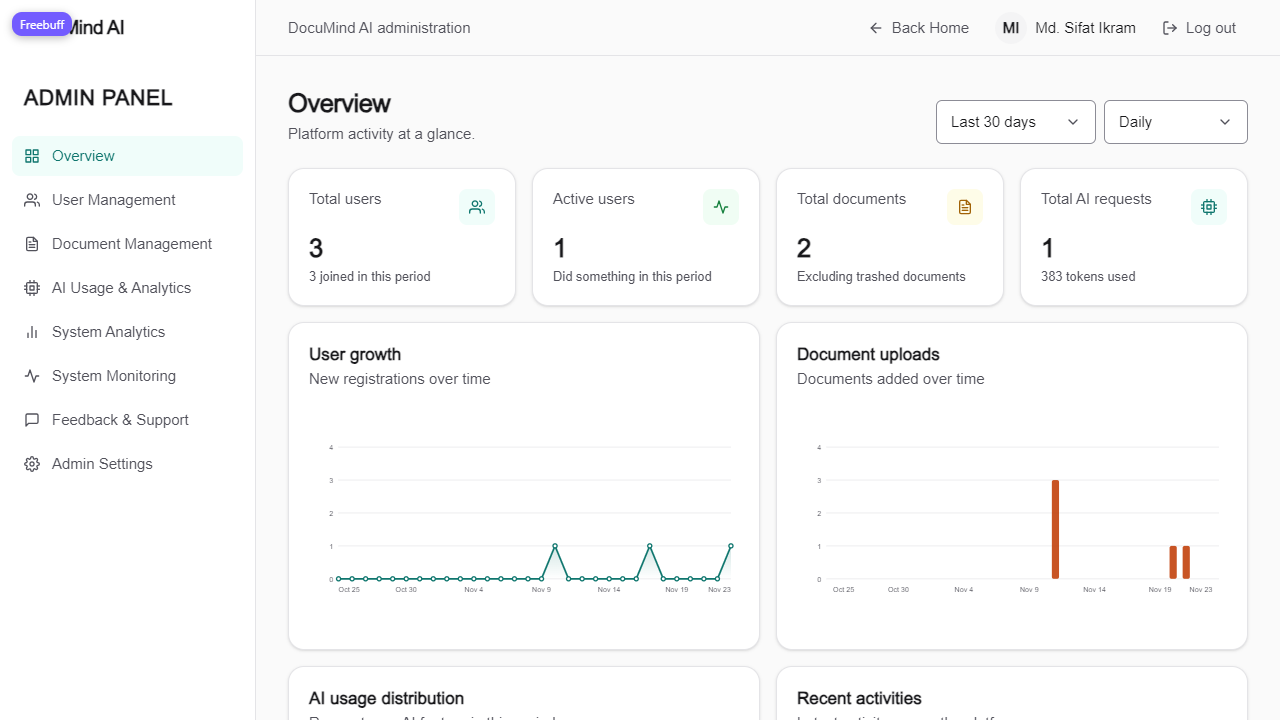 Freebuff
Mind AI
ADMIN PANEL
Overview
User Management
Document Management
AI Usage & Analytics
System Analytics
System Monitoring
Feedback & Support
Admin Settings
DocuMind AI administration
Back Home
MI
Md. Sifat Ikram
Log out
Overview
Platform activity at a glance.
Last 30 days
Daily
Total users
3
3 joined in this period
Active users
1
Did something in this period
Total documents
2
Excluding trashed documents
Total AI requests
1
383 tokens used
User growth
New registrations over time
4
3
2
1
0
Oct 25 Oct 30 Nov 4 Nov 9 Nov 14 Nov 19 Nov 23
Document uploads
Documents added over time
4
3
2
1
0
Oct 25 Oct 30 Nov 4 Nov 9 Nov 14 Nov 19 Nov 23
AI usage distribution
Recent activities